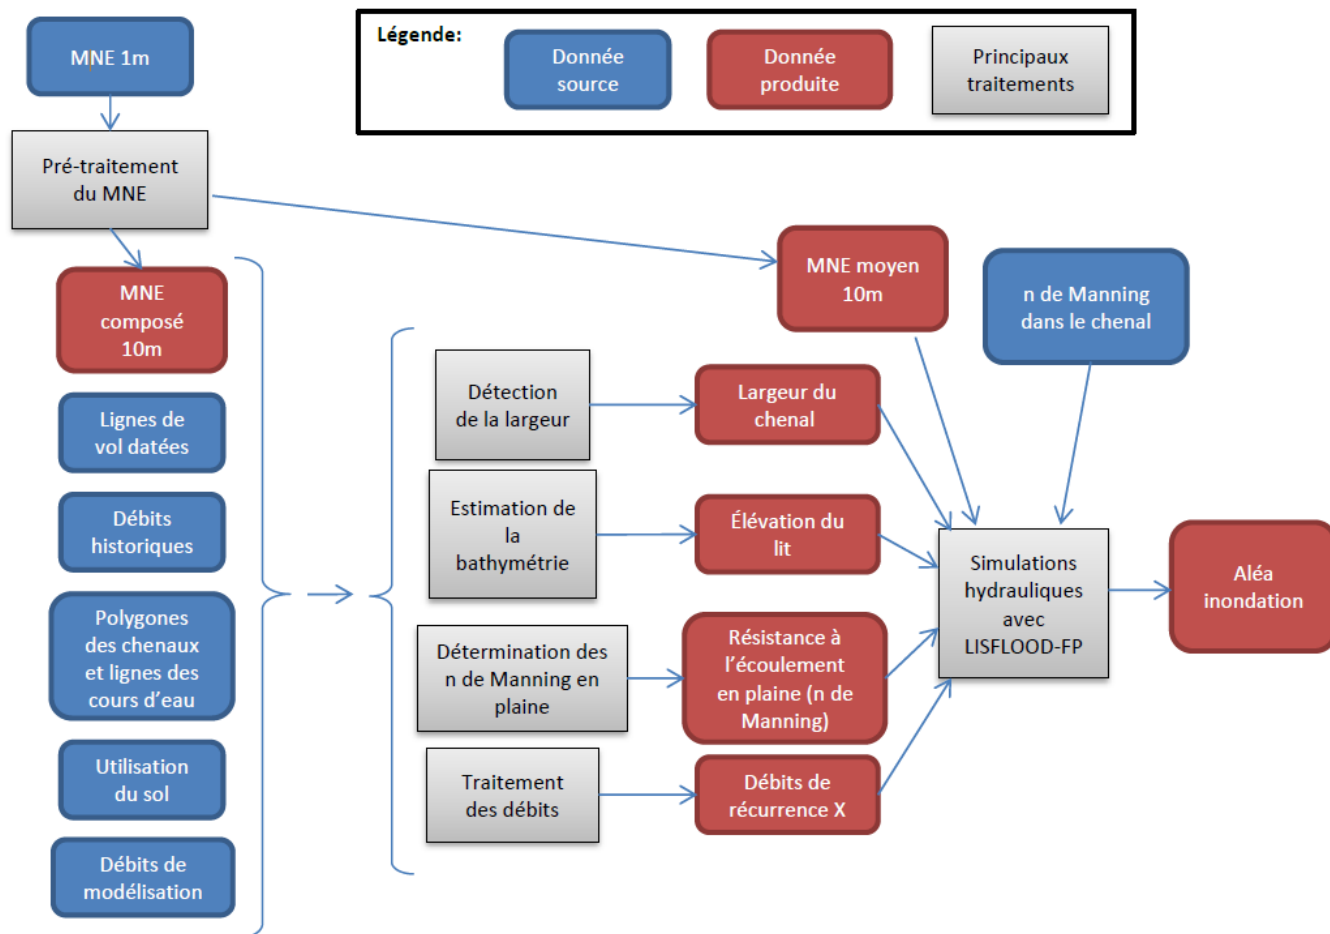 MNE 1m
Légende:
Donnée
source
Donnée
produite
Principaux
traitements
Pré-traitement
du MNE
MNE
composé
10m
MNE moyen
10m
n de Manning
dans le chenal
Lignes de
vol datées
Débits
historiques
Polygones
des chenaux
et lignes des
cours d'eau
Utilisation
du sol
Débits de
modélisation
Détection
de la largeur
Largeur du
chenal
Estimation de
la
bathymétrie
Élévation du
lit
Détermination des
n de Manning en
plaine
Résistance à
l'écoulement
en plaine (n de
Manning)
Traitement
des débits
Débits de
récurrence X
Simulations
hydrauliques
avec
LISFLOOD-FP
Aléa
inondation